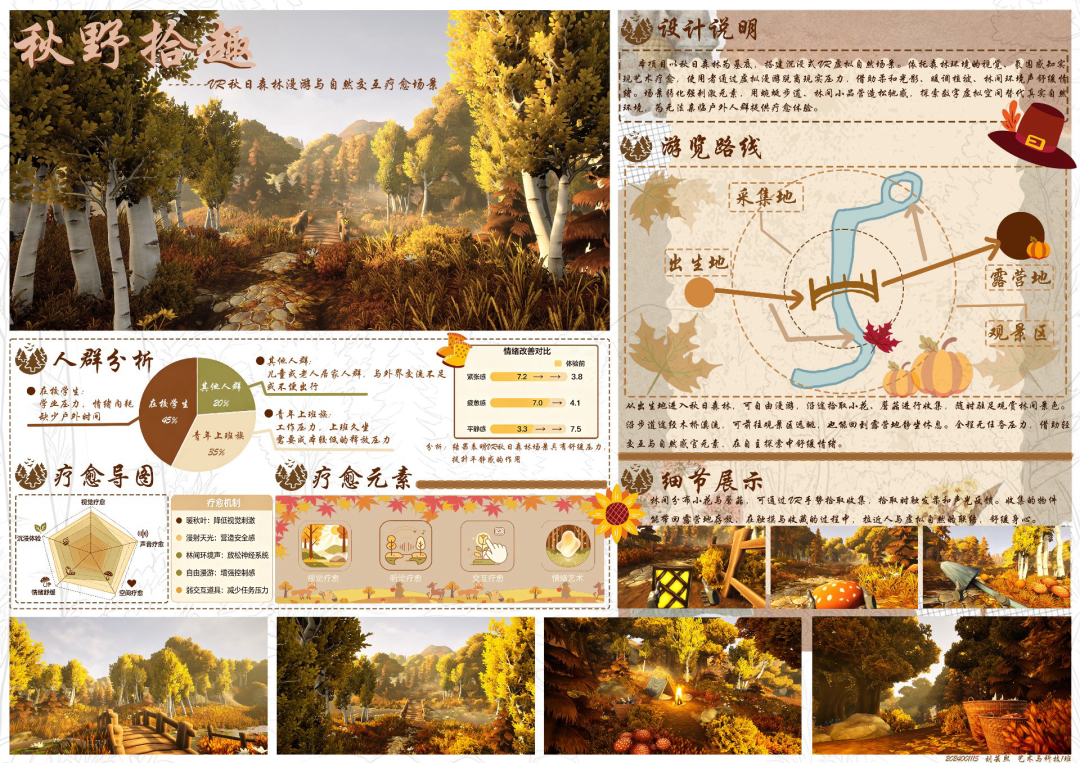 秋野拾趣
VR秋日森林漫游与自然交互疗愈场景
设计说明
本项目以秋日森林为基底，搭建沉浸式VR虚拟自然场景。依托森林环境的视觉、氛围感知实
现艺术疗愈，使用者通过虚拟漫游脱离现实压力，借助柔和光影、暖调植被、林间环境声舒缓情
绪。场景弱化强刺激元素，用蜿蜒步道、林间小品营造松弛感，探索数字虚拟空间替代真实自然
环境，为无法亲临户外人群提供疗愈体验。
游览路线
采集地
出生地
露营地
观景区
从出生地进入秋日森林，可自由漫游，沿途拾取小花、蘑菇进行收集，随时驻足观赏林间景色。
沿步道途径木桥溪流，可前往观景区远眺，也能回到露营地静坐休息。全程无任务压力，借助轻
交互与自然感官元素，在自主探索中舒缓情绪。
人群分析
在校学生：
学业压力，情绪内耗
缺少户外时间
在校学生
45%
其他人群
20%
青年上班族
35%
其他人群：
儿童或老人居家人群，与外界交流不足
或不便出行
青年上班族：
工作压力，上班久坐
需要成本较低的释放压力
情绪改善对比
体验前
紧张感 7.2 → → 3.8
疲惫感 7.0 → 4.1
平静感 3.3 → → 7.5
分析：结果表明VR秋日森林场景具有舒缓压力，
提升平静感的作用
疗愈导图
视觉疗愈
沉浸体验
声音疗愈
情绪舒缓
空间疗愈
疗愈机制
暖秋叶：降低视觉刺激
漫射天光：营造安全感
林间环境声：放松神经系统
自由漫游：增强控制感
弱交互道具：减少任务压力
疗愈元素
视觉疗愈
听觉疗愈
交互疗愈
情绪艺术
细节展示
林间分布小花与蘑菇，可通过VR手势拾取收集，拾取时触发柔和声光反馈。收集的物件
能带回露营地存放，在触摸与收藏的过程中，拉近人与虚拟自然的联结，舒缓身心。
艺术与科技1班